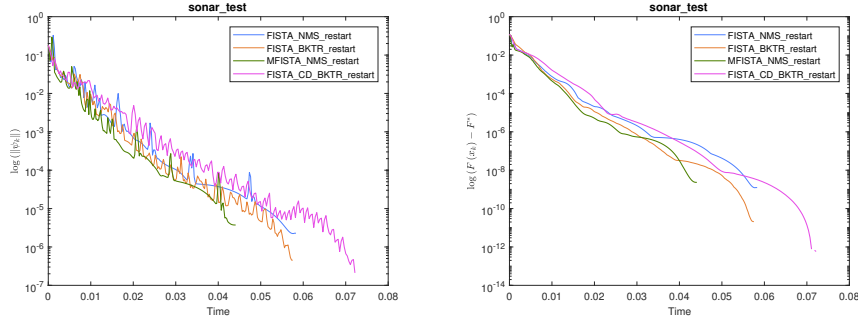 sonar_test
FISTA_NMS_restart
FISTA_BKTR_restart
MFISTA_NMS_restart
FISTA_CD_BKTR_restart
log (||ψ_k||)
10^0
10^-1
10^-2
10^-3
10^-4
10^-5
10^-6
10^-7
0 0.01 0.02 0.03 0.04 0.05 0.06 0.07 0.08
Time
sonar_test
FISTA_NMS_restart
FISTA_BKTR_restart
MFISTA_NMS_restart
FISTA_CD_BKTR_restart
log (F (x_k) − F*)
10^0
10^-2
10^-4
10^-6
10^-8
10^-10
10^-12
10^-14
0 0.01 0.02 0.03 0.04 0.05 0.06 0.07 0.08
Time